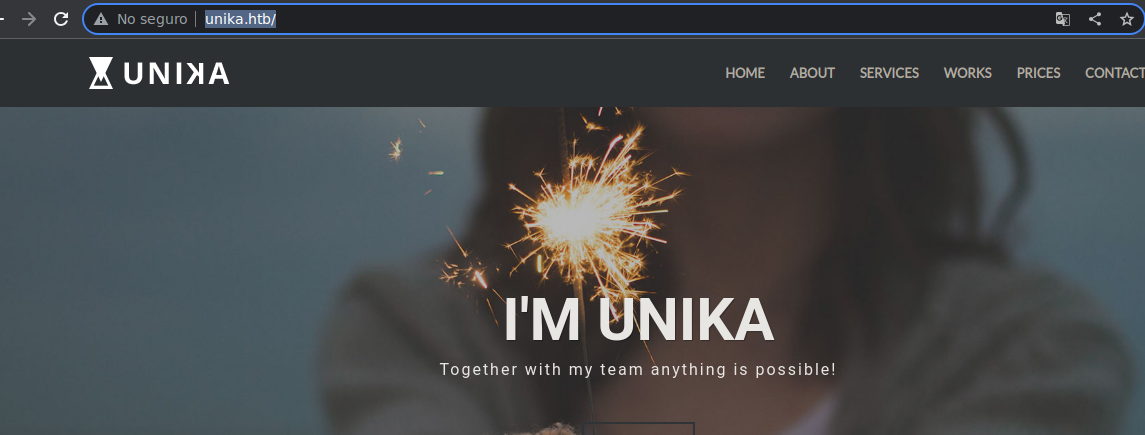 No seguro unika.htb/
UNIKA
HOME ABOUT SERVICES WORKS PRICES CONTACT
I'M UNIKA
Together with my team anything is possible!